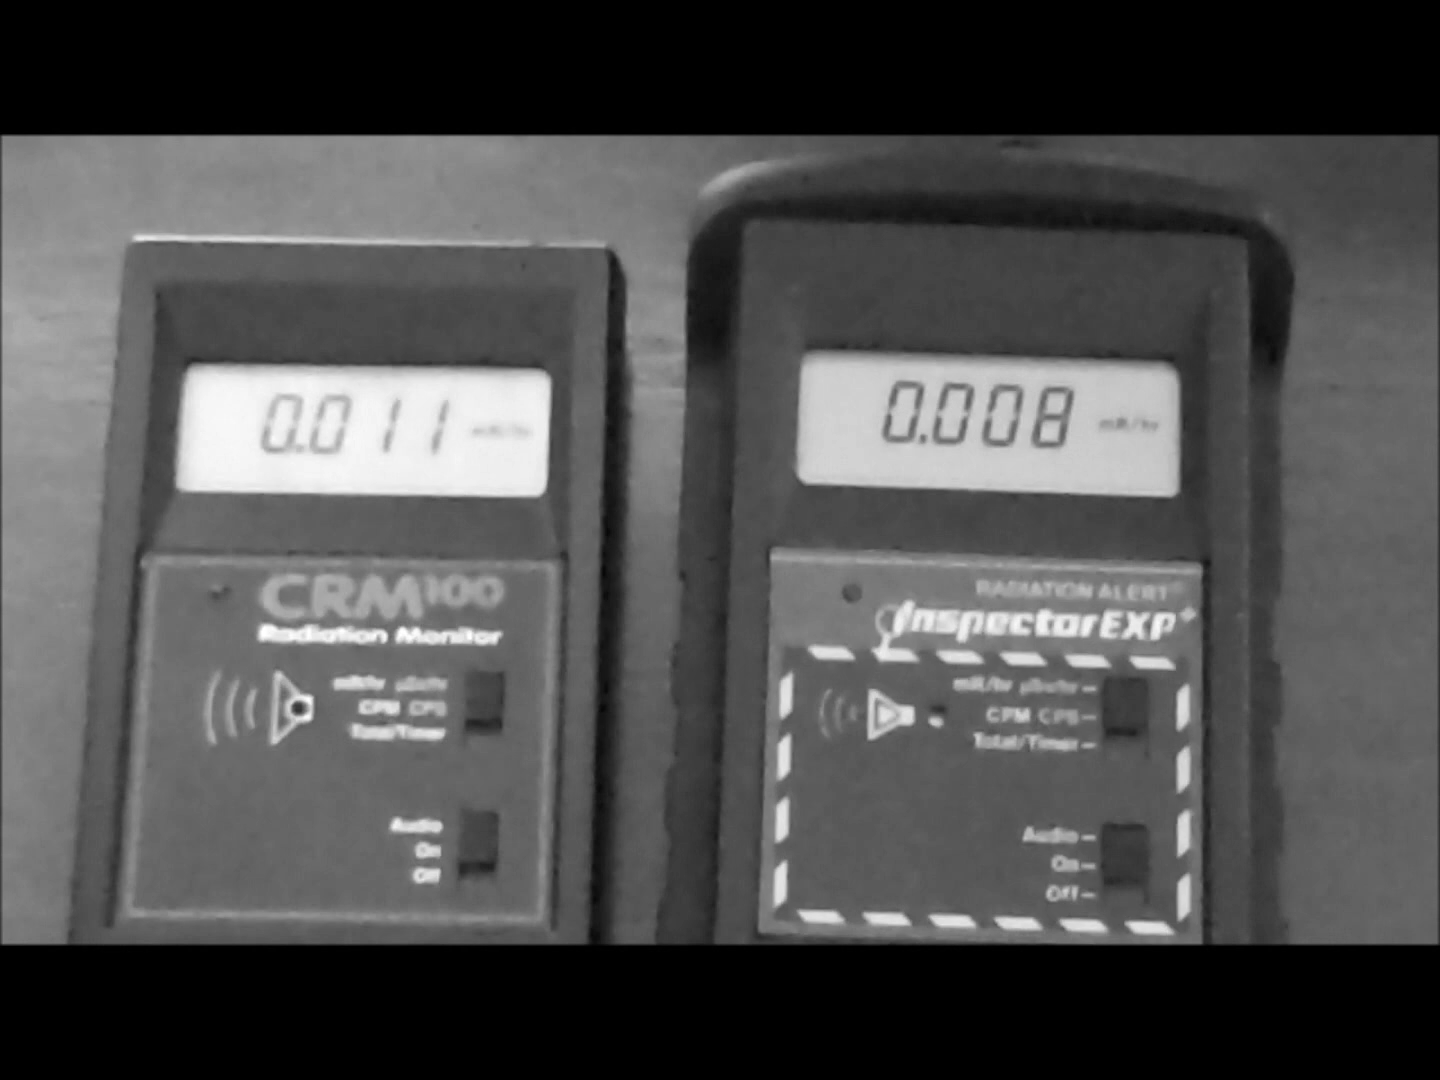 0.011 mR/hr
CRM100
Radiation Monitor
mR/hr µSv/hr
CPM CPS
Total/Timer
Audio
On
Off
0.008 mR/hr
RADIATION ALERT®
InspectorEXP+
mR/hr µSv/hr
CPM CPS
Total/Timer
Audio
On
Off